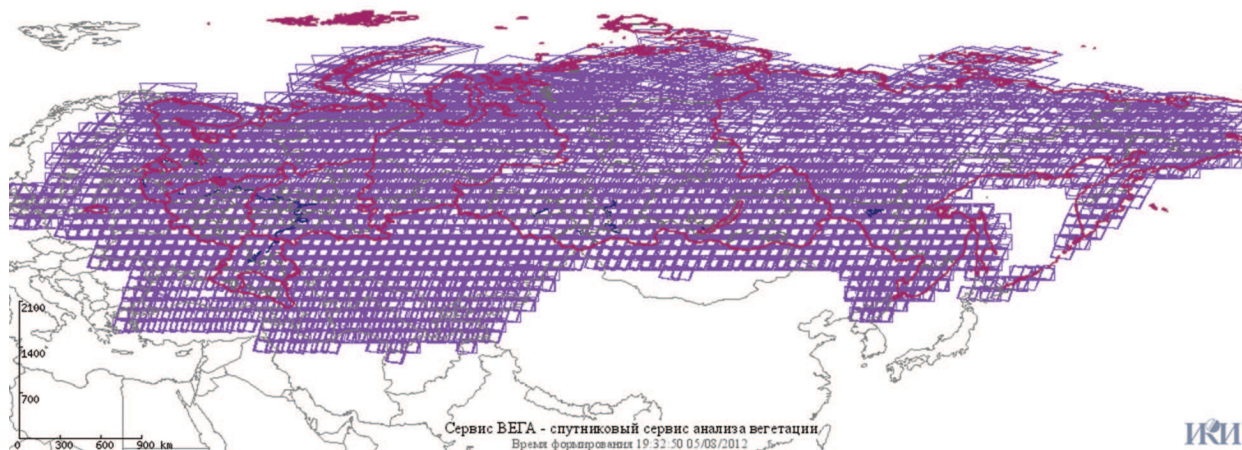 2100
1400
700
0 300 600 900 km
Сервис ВЕГА - спутниковый сервис анализа вегетации
Время формирования 19:32:50 05/08/2012
ИКИ